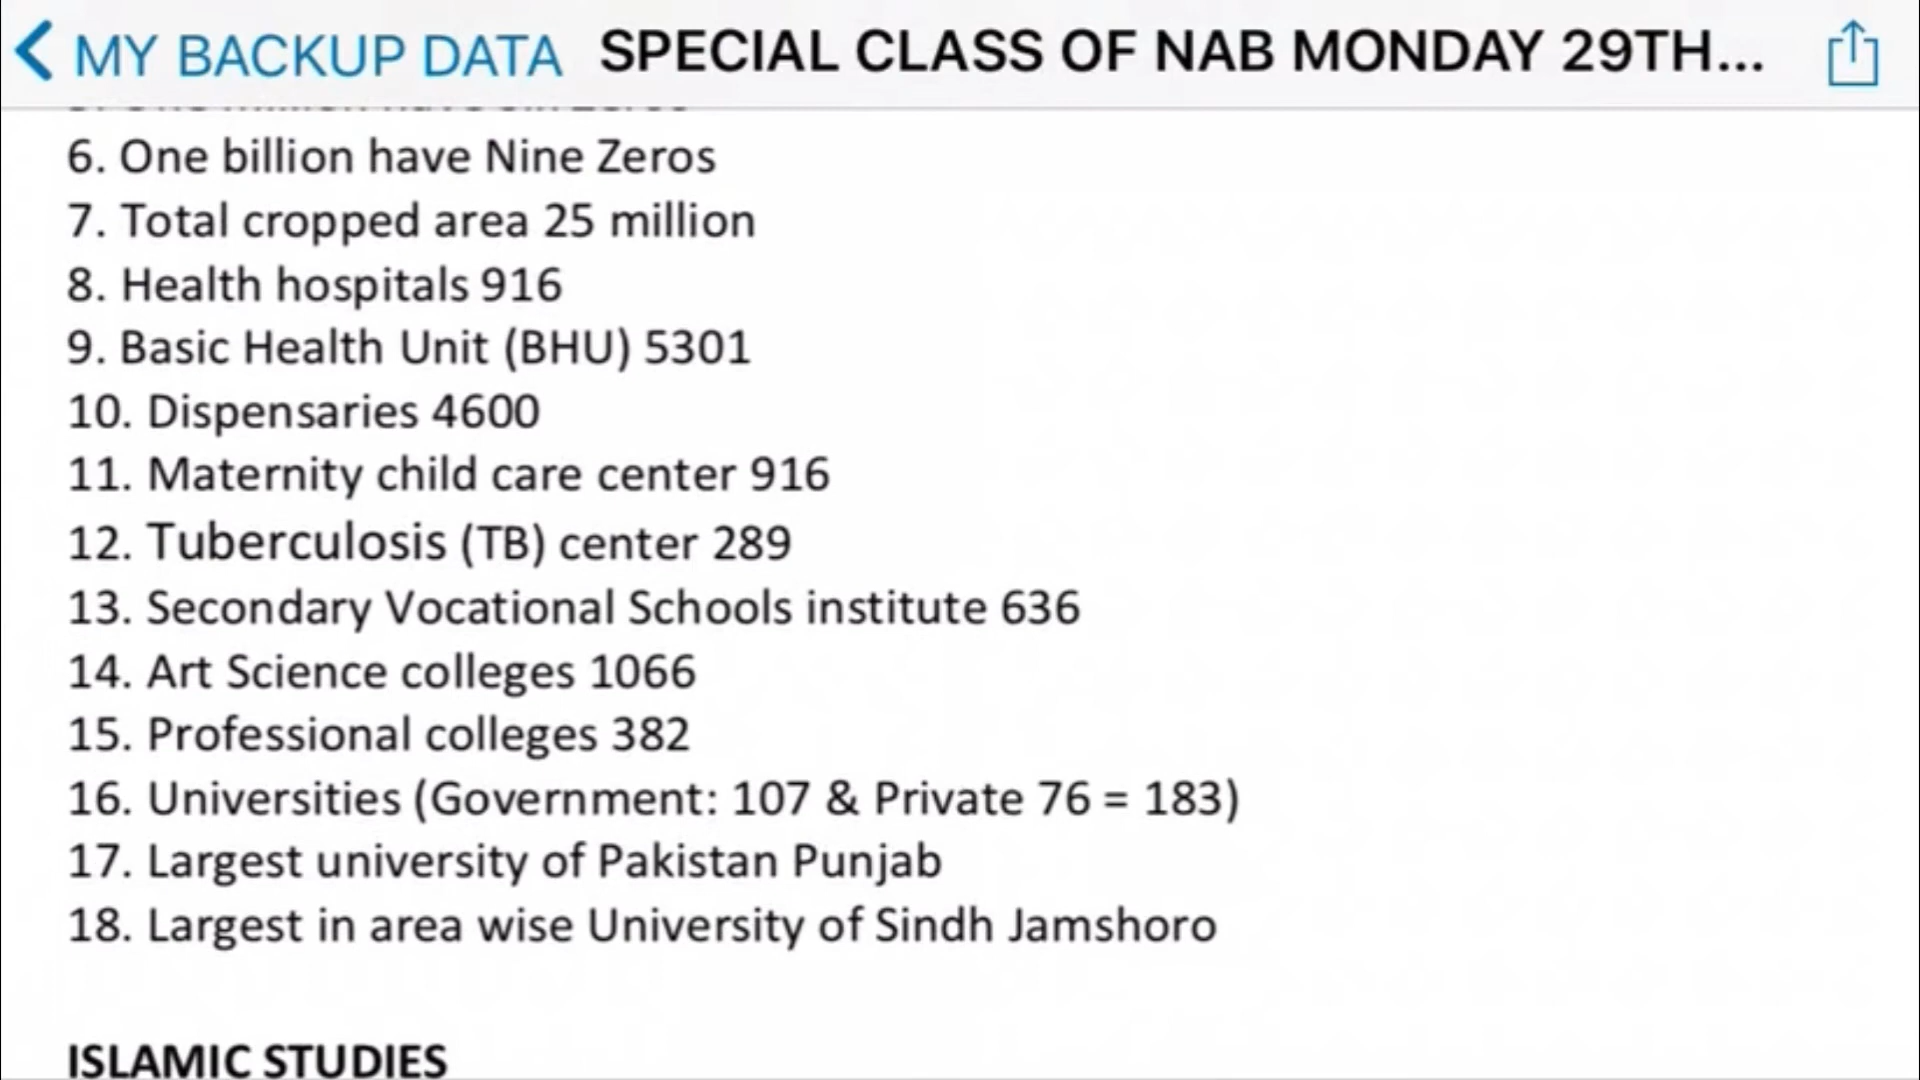 MY BACKUP DATA SPECIAL CLASS OF NAB MONDAY 29TH...
6. One billion have Nine Zeros
7. Total cropped area 25 million
8. Health hospitals 916
9. Basic Health Unit (BHU) 5301
10. Dispensaries 4600
11. Maternity child care center 916
12. Tuberculosis (TB) center 289
13. Secondary Vocational Schools institute 636
14. Art Science colleges 1066
15. Professional colleges 382
16. Universities (Government: 107 & Private 76 = 183)
17. Largest university of Pakistan Punjab
18. Largest in area wise University of Sindh Jamshoro
ISLAMIC STUDIES